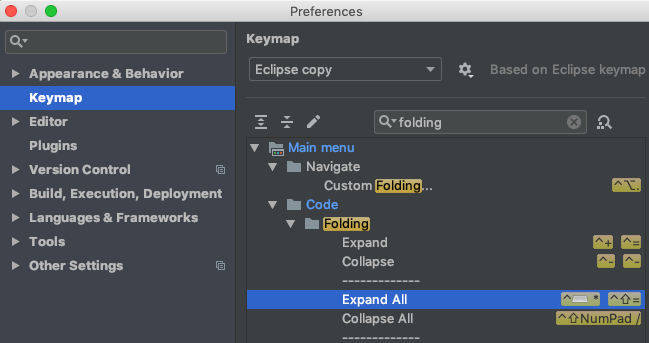 Preferences
Keymap
Eclipse copy Based on Eclipse keymap
Appearance & Behavior
Keymap
Editor
Plugins
Version Control
Build, Execution, Deployment
Languages & Frameworks
Tools
Other Settings
folding
Main menu
Navigate
Custom Folding... ^⌥.
Code
Folding
Expand ^+ ^=
Collapse ^- ^-
-------------
Expand All ^ * ^⇧=
Collapse All ^⇧NumPad /
-------------